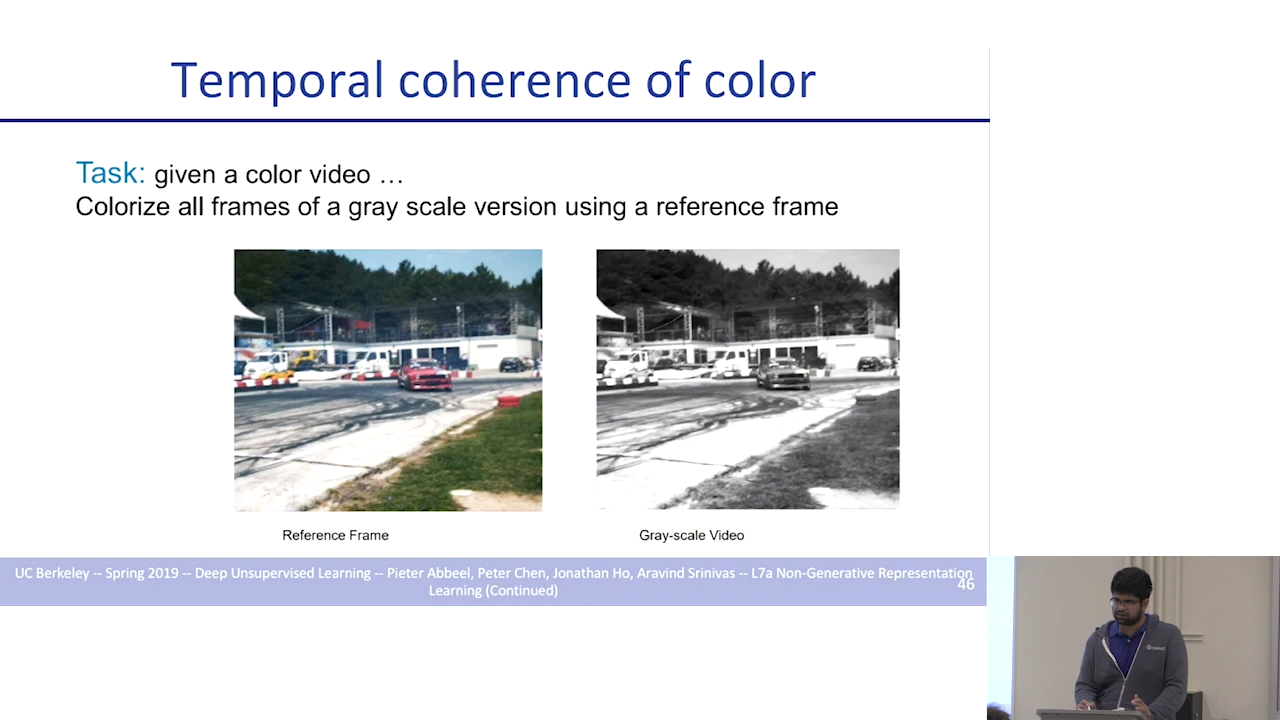 Temporal coherence of color
Task: given a color video …
Colorize all frames of a gray scale version using a reference frame
Reference Frame
Gray-scale Video
UC Berkeley -- Spring 2019 -- Deep Unsupervised Learning -- Pieter Abbeel, Peter Chen, Jonathan Ho, Aravind Srinivas -- L7a Non-Generative Representation
Learning (Continued)
46